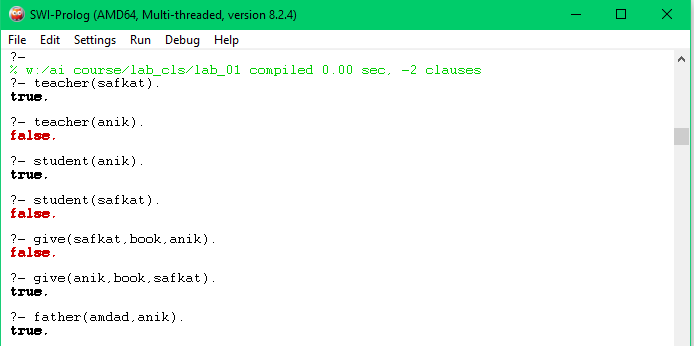 SWI-Prolog (AMD64, Multi-threaded, version 8.2.4)
File Edit Settings Run Debug Help
?-
% w:/ai course/lab_cls/lab_01 compiled 0.00 sec, -2 clauses
?- teacher(safkat).
true.
?- teacher(anik).
false.
?- student(anik).
true.
?- student(safkat).
false.
?- give(safkat,book,anik).
false.
?- give(anik,book,safkat).
true.
?- father(amdad,anik).
true.